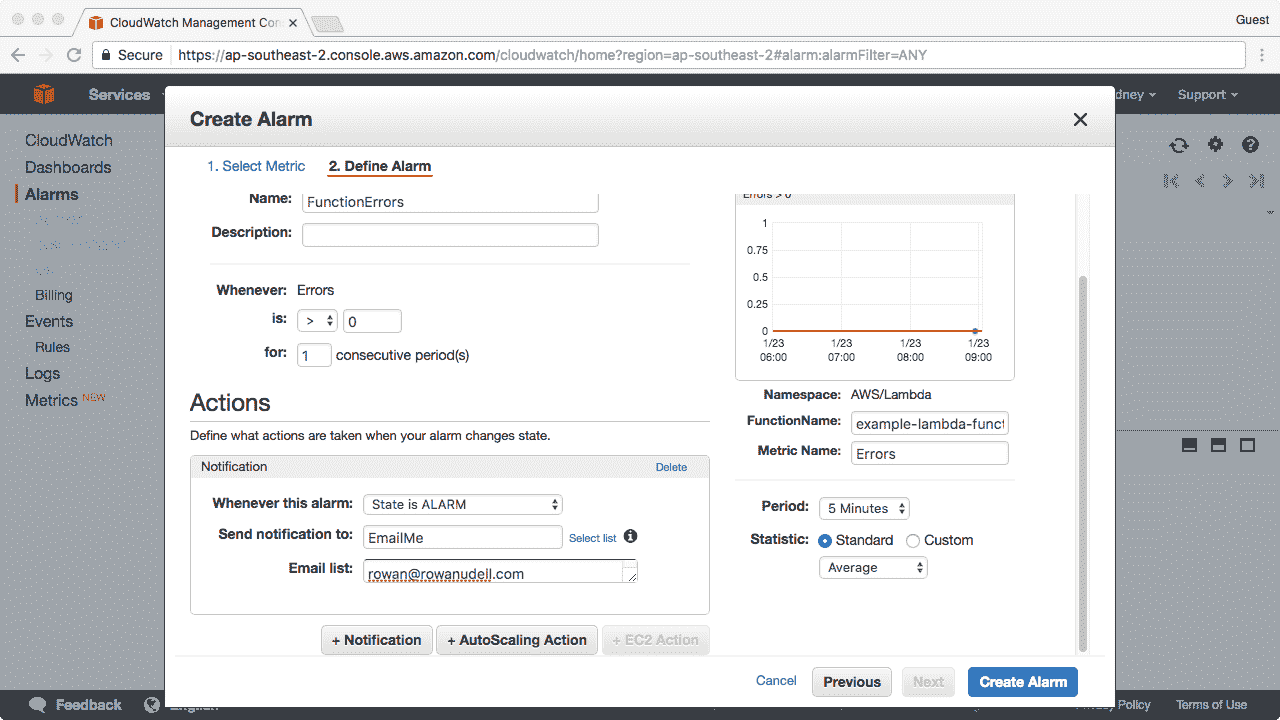 CloudWatch Management Con
Guest
Secure
https://ap-southeast-2.console.aws.amazon.com/cloudwatch/home?region=ap-southeast-2#alarm:alarmFilter=ANY
Services
Support
CloudWatch
Dashboards
Alarms
Billing
Events
Rules
Logs
Metrics NEW
Create Alarm
1. Select Metric 2. Define Alarm
Name: FunctionErrors
Description:
Whenever: Errors
is: > 0
for: 1 consecutive period(s)
Actions
Define what actions are taken when your alarm changes state.
Notification Delete
Whenever this alarm: State is ALARM
Send notification to: EmailMe Select list
Email list: rowan@rowanudell.com
+ Notification + AutoScaling Action + EC2 Action
Errors > 0
1
0.75
0.5
0.25
0
1/23 1/23 1/23 1/23
06:00 07:00 08:00 09:00
Namespace: AWS/Lambda
FunctionName: example-lambda-funct
Metric Name: Errors
Period: 5 Minutes
Statistic: Standard Custom
Average
Cancel Previous Next Create Alarm
Feedback English Policy Terms of Use